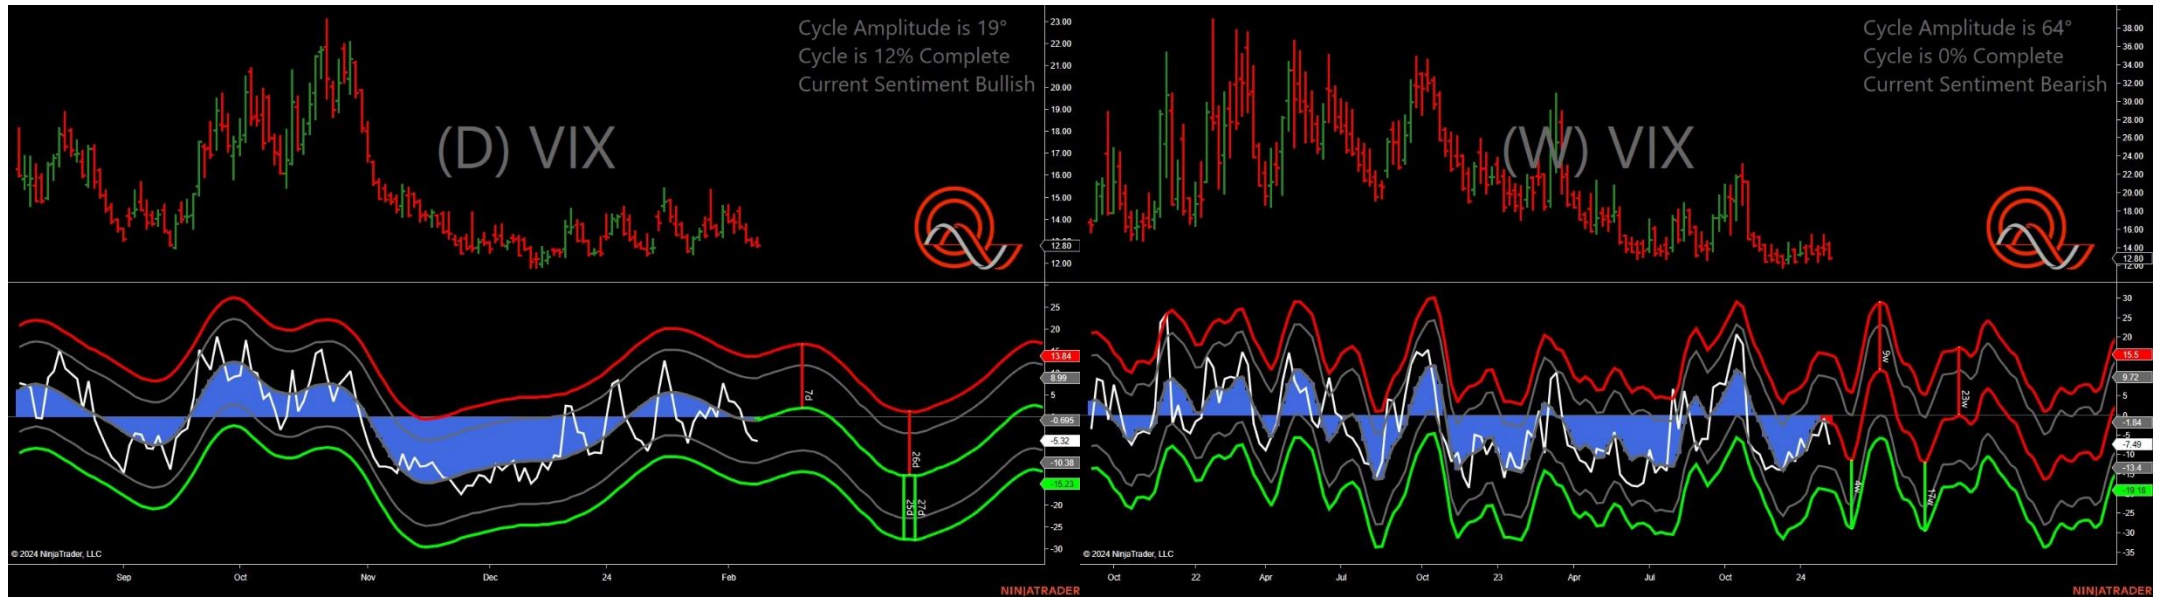 Cycle Amplitude is 19°
Cycle is 12% Complete
Current Sentiment Bullish
(D) VIX
23.00
22.00
21.00
20.00
19.00
18.00
17.00
16.00
15.00
14.00
12.80
12.00
25
20
13.84
8.99
5
0
-0.695
-5.32
-10.38
-15.23
-20
-25
-30
7d
26d
25d
27d
© 2024 NinjaTrader, LLC
Sep Oct Nov Dec 24 Feb
NINJATRADER
Cycle Amplitude is 64°
Cycle is 0% Complete
Current Sentiment Bearish
(W) VIX
38.00
36.00
34.00
32.00
30.00
28.00
26.00
24.00
22.00
20.00
18.00
16.00
14.00
12.80
12.00
30
25
20
15.5
9.72
5
0
-1.84
-5
-7.49
-10
-13.4
-19.18
-25
-30
-35
9w
23w
4w
17w
© 2024 NinjaTrader, LLC
Oct 22 Apr Jul Oct 23 Apr Jul Oct 24
NINJATRADER